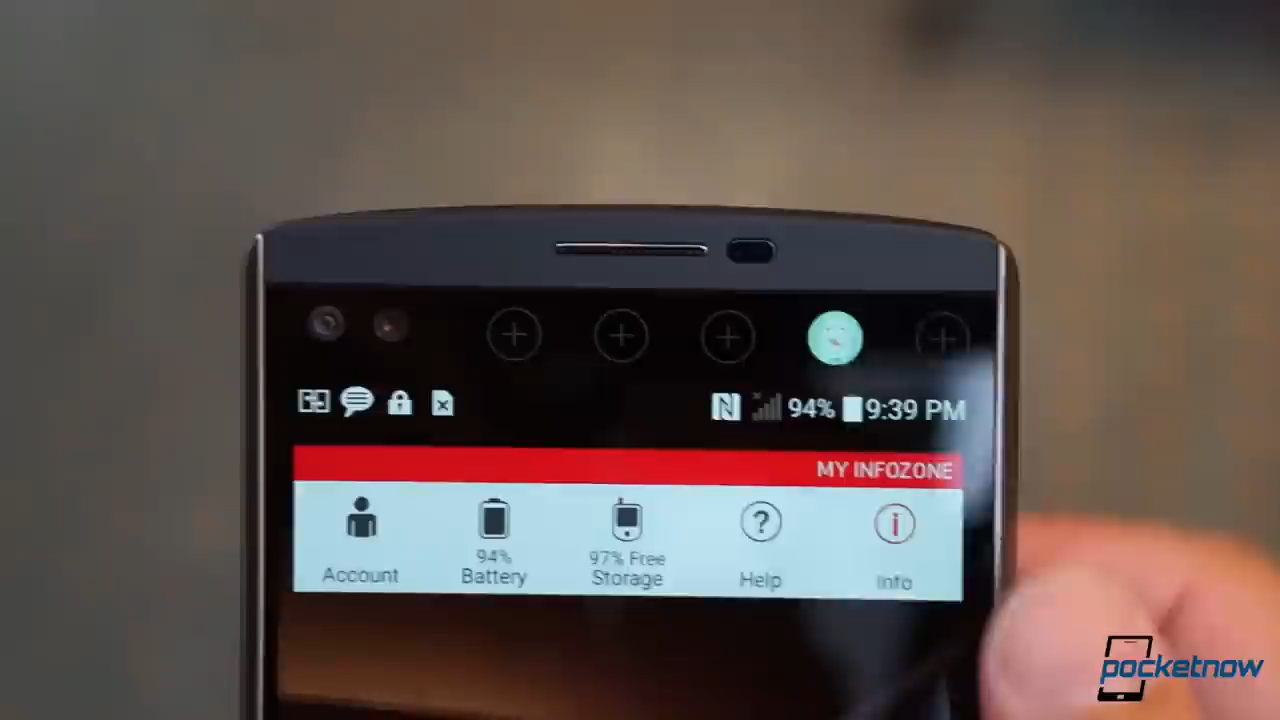 94% 9:39 PM
MY INFOZONE
Account
94%
Battery
97% Free
Storage
Help
Info
pocketnow